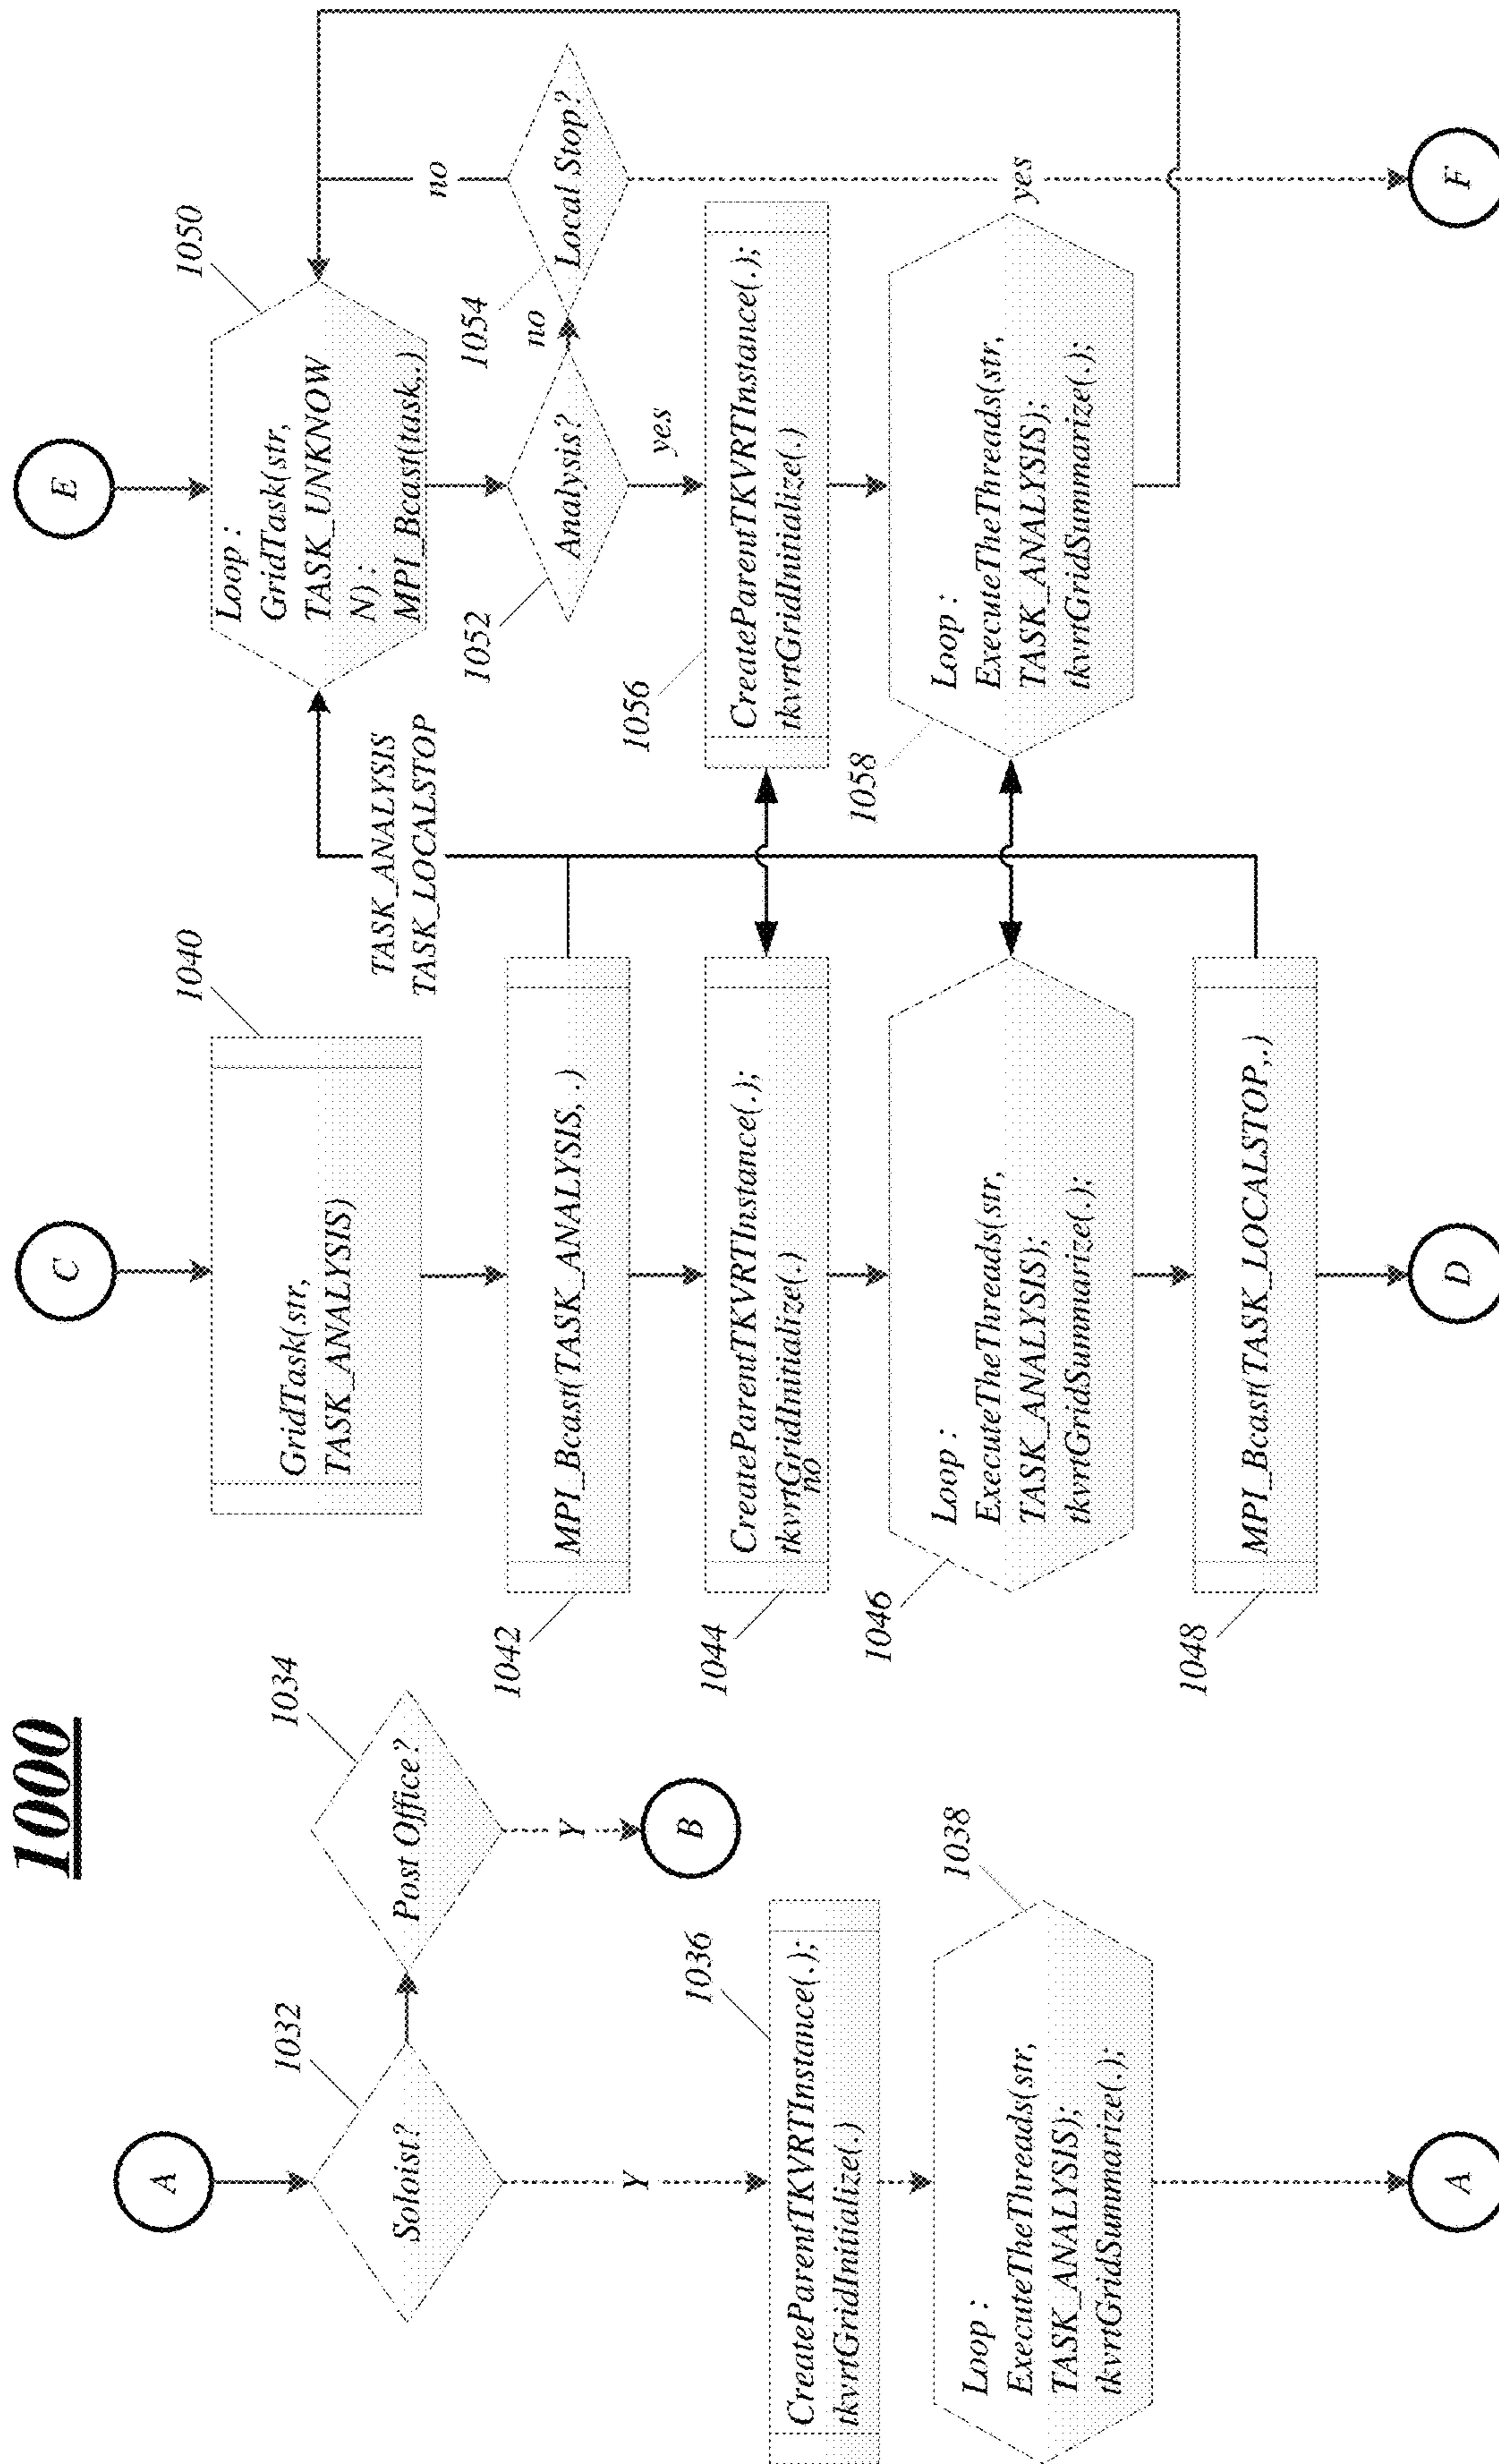 1000
A
1032
Soloist?
1034
Post Office?
Y
B
Y
1036
CreateParentTKVRTInstance(.);
tkvrtGridInitialize(.)
1038
Loop :
ExecuteTheThreads(str,
TASK_ANALYSIS);
tkvrtGridSummarize(.);
A
C
1040
GridTask(str,
TASK_ANALYSIS)
1042
MPI_Bcast(TASK_ANALYSIS, .)
1044
CreateParentTKVRTInstance(.);
tkvrtGridInitialize(.)
no
1046
Loop :
ExecuteTheThreads(str,
TASK_ANALYSIS);
tkvrtGridSummarize(.);
1048
MPI_Bcast(TASK_LOCALSTOP,.)
D
TASK_ANALYSIS
TASK_LOCALSTOP
E
1050
Loop :
GridTask(str,
TASK_UNKNOW
N) :
MPI_Bcast(task,.)
1052
Analysis?
no
1054
Local Stop?
no
yes
1056
CreateParentTKVRTInstance(.);
tkvrtGridInitialize(.)
1058
Loop :
ExecuteTheThreads(str,
TASK_ANALYSIS);
tkvrtGridSummarize(.);
yes
F